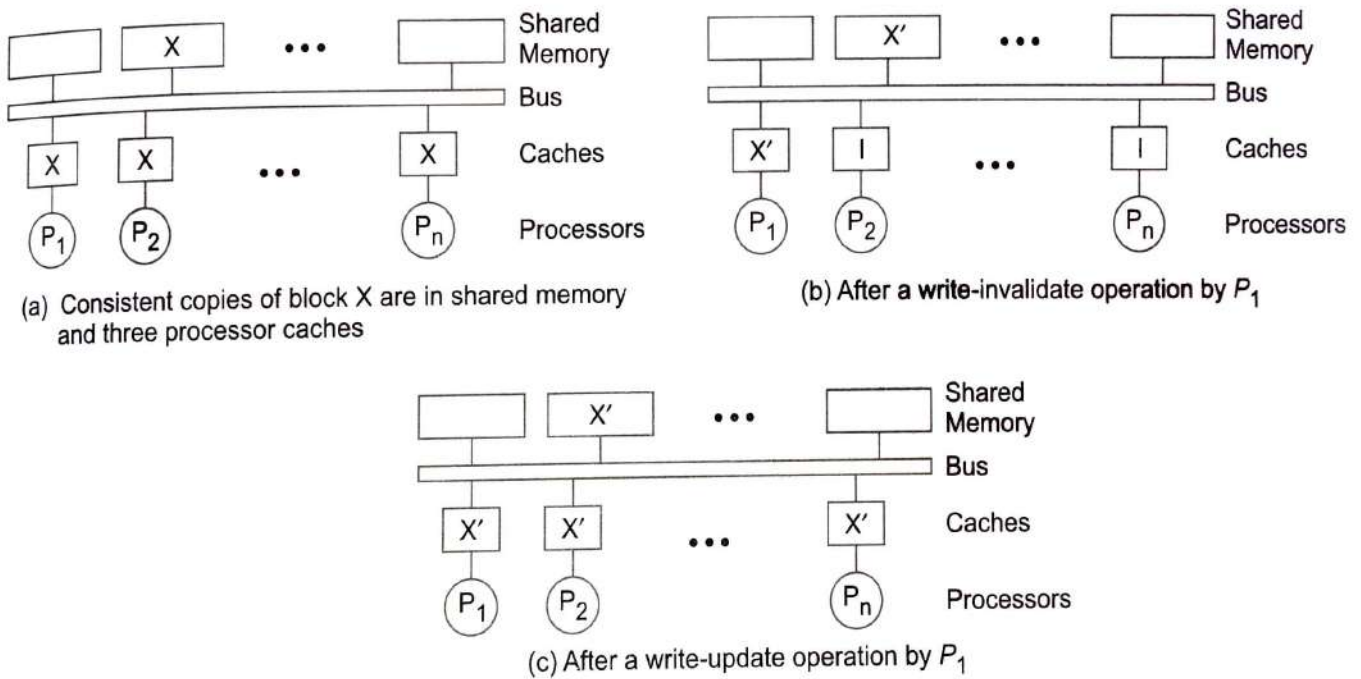 X
•••
Shared
Memory
Bus
X
X
•••
X
Caches
P1
P2
Pn
Processors
(a) Consistent copies of block X are in shared memory
and three processor caches
X′
•••
Shared
Memory
Bus
X′
I
•••
I
Caches
P1
P2
Pn
Processors
(b) After a write-invalidate operation by P1
X′
•••
Shared
Memory
Bus
X′
X′
•••
X′
Caches
P1
P2
Pn
Processors
(c) After a write-update operation by P1